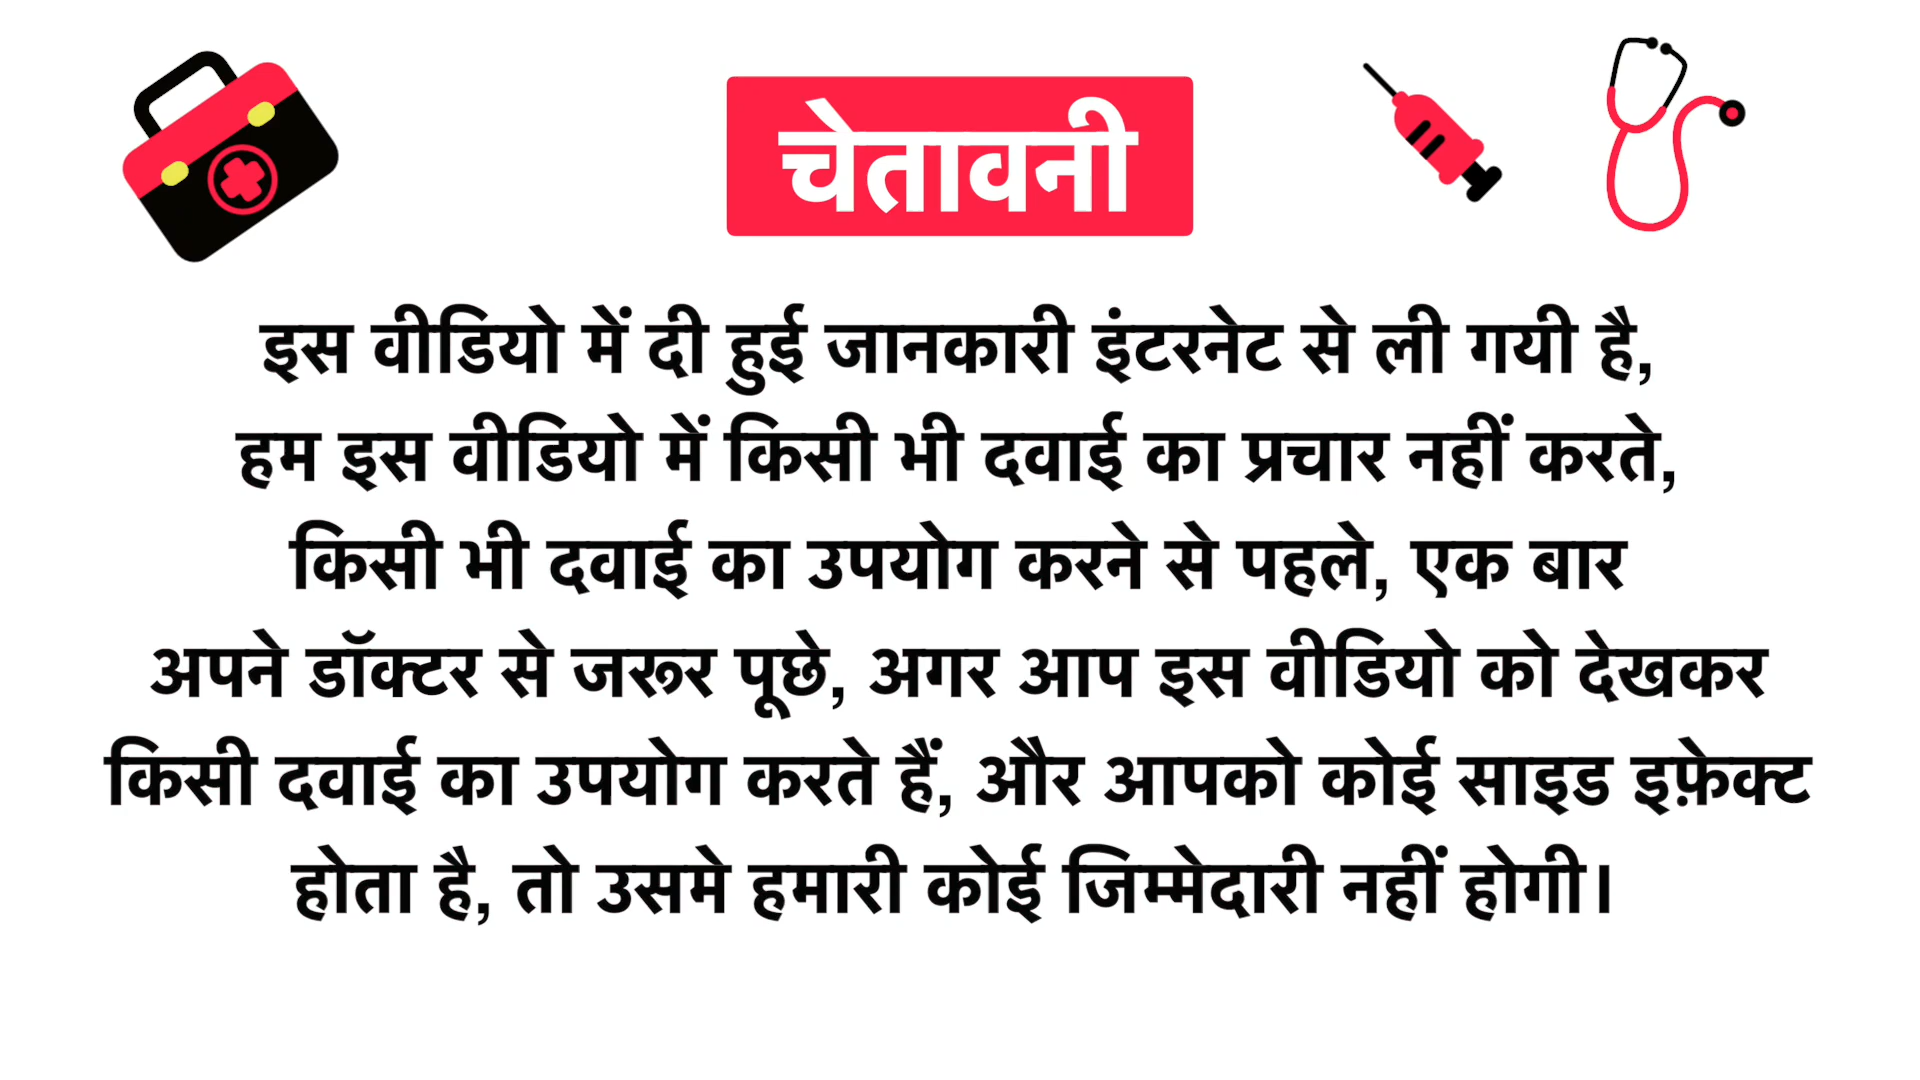 चेतावनी
इस वीडियो में दी हुई जानकारी इंटरनेट से ली गयी है,
हम इस वीडियो में किसी भी दवाई का प्रचार नहीं करते,
किसी भी दवाई का उपयोग करने से पहले, एक बार
अपने डॉक्टर से जरूर पूछे, अगर आप इस वीडियो को देखकर
किसी दवाई का उपयोग करते हैं, और आपको कोई साइड इफ़ेक्ट
होता है, तो उसमे हमारी कोई जिम्मेदारी नहीं होगी।